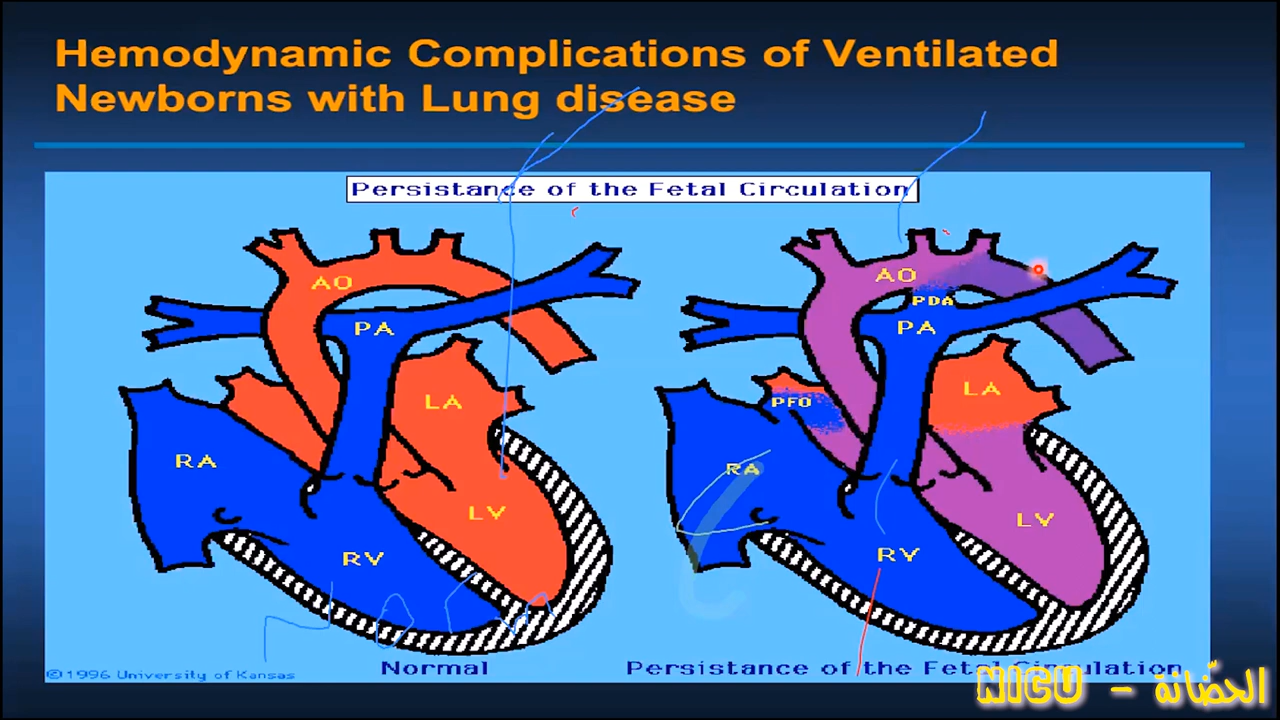 Hemodynamic Complications of Ventilated
Newborns with Lung disease
Persistance of the Fetal Circulation
AO
PA
LA
RA
LV
RV
Normal
AO
PDA
PA
LA
PFO
RA
LV
RV
Persistance of the Fetal Circulation
©1996 University of Kansas
NICU - الحضّانة